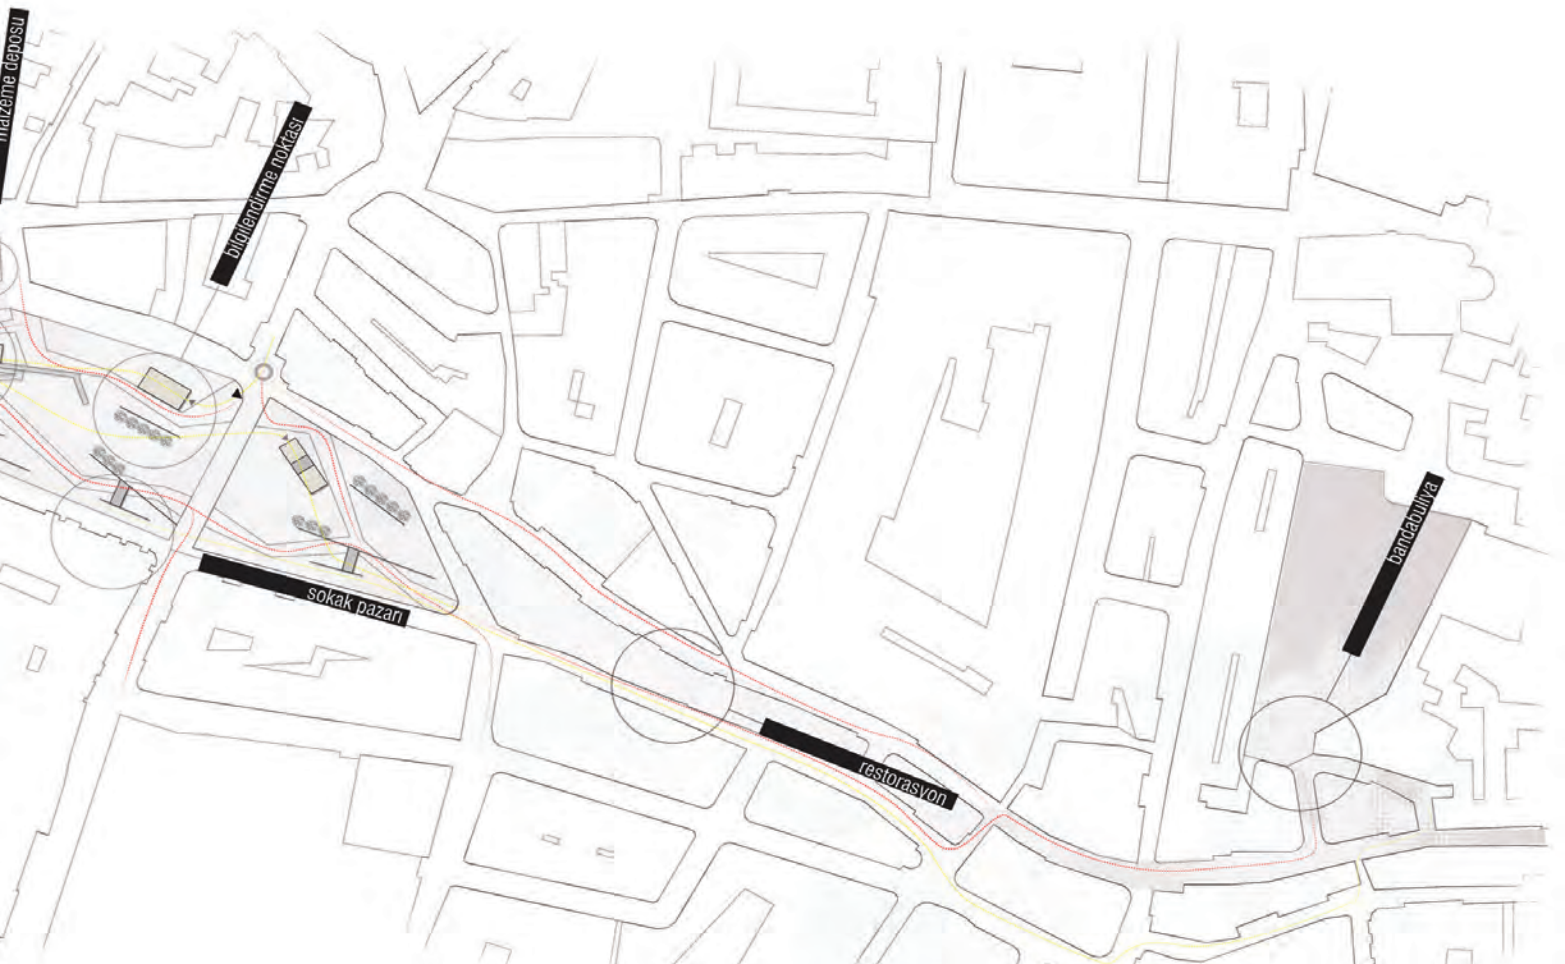 malzeme deposu
bilgilendirme noktası
sokak pazarı
restorasyon
bandabuliya